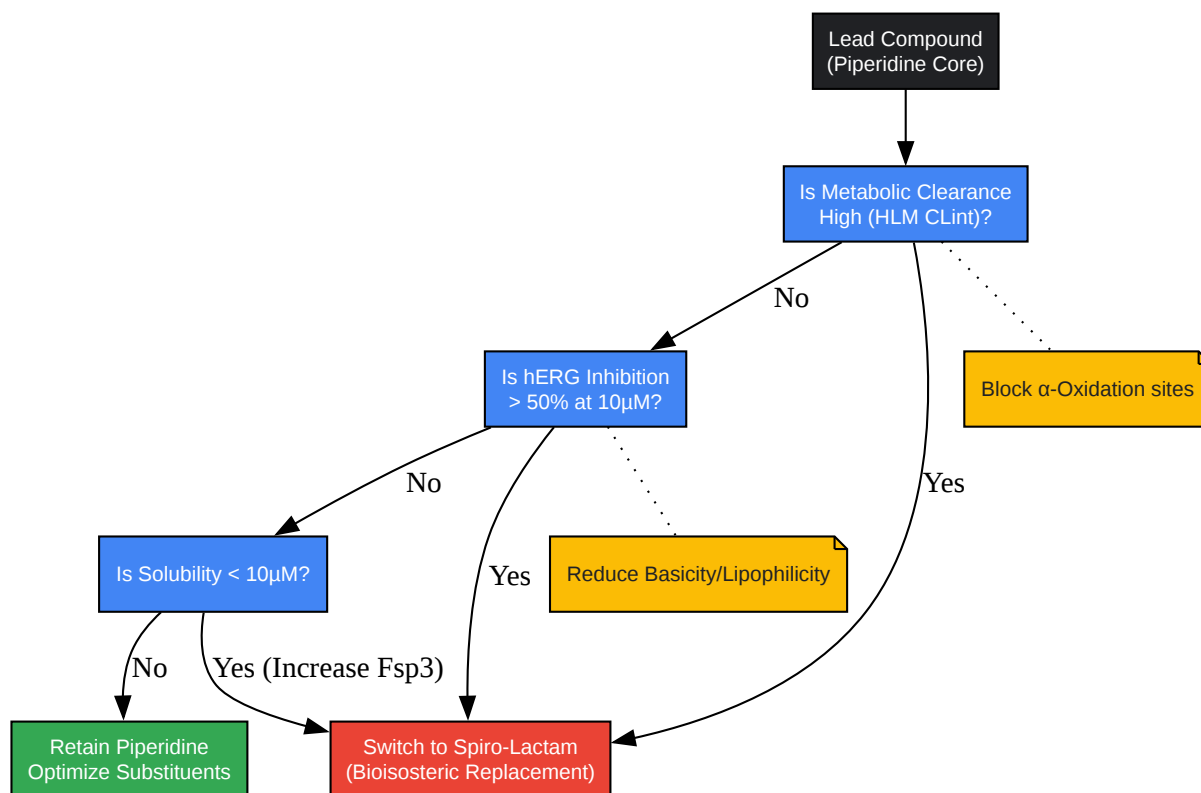 Lead Compound
(Piperidine Core)
Is Metabolic Clearance
High (HLM CLint)?
No
Is hERG Inhibition
> 50% at 10µM?
Block α-Oxidation sites
No
Yes
Is Solubility < 10µM?
Yes
Reduce Basicity/Lipophilicity
No
Yes (Increase Fsp3)
Retain Piperidine
Optimize Substituents
Switch to Spiro-Lactam
(Bioisosteric Replacement)